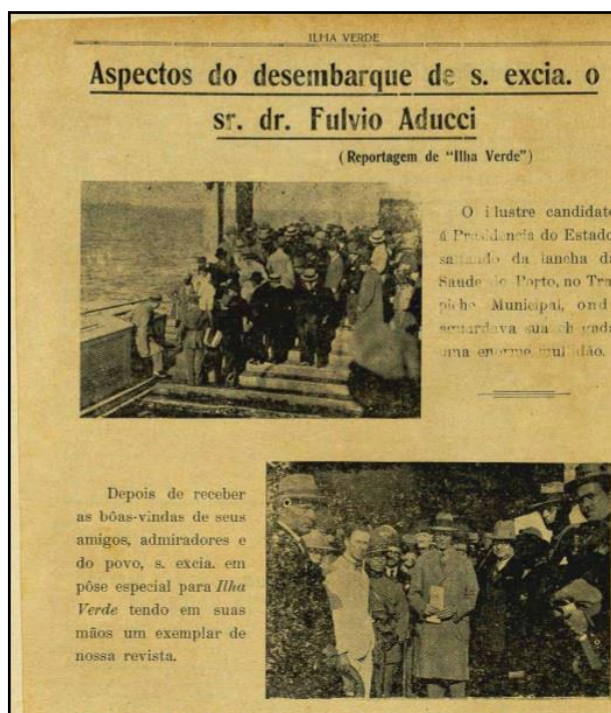 ILHA VERDE
Aspectos do desembarque de s. excia. o
sr. dr. Fulvio Aducci
(Reportagem de "Ilha Verde")
O illustre candidato
á Presidencia do Estado
saltando da lancha da
Saude do Porto, no Tra-
piche Municipal, onde
aguardava sua chegada
uma enorme multidão.
Depois de receber
as bôas-vindas de seus
amigos, admiradores e
do povo, s. excia. em
pôse especial para Ilha
Verde tendo em suas
mãos um exemplar de
nossa revista.